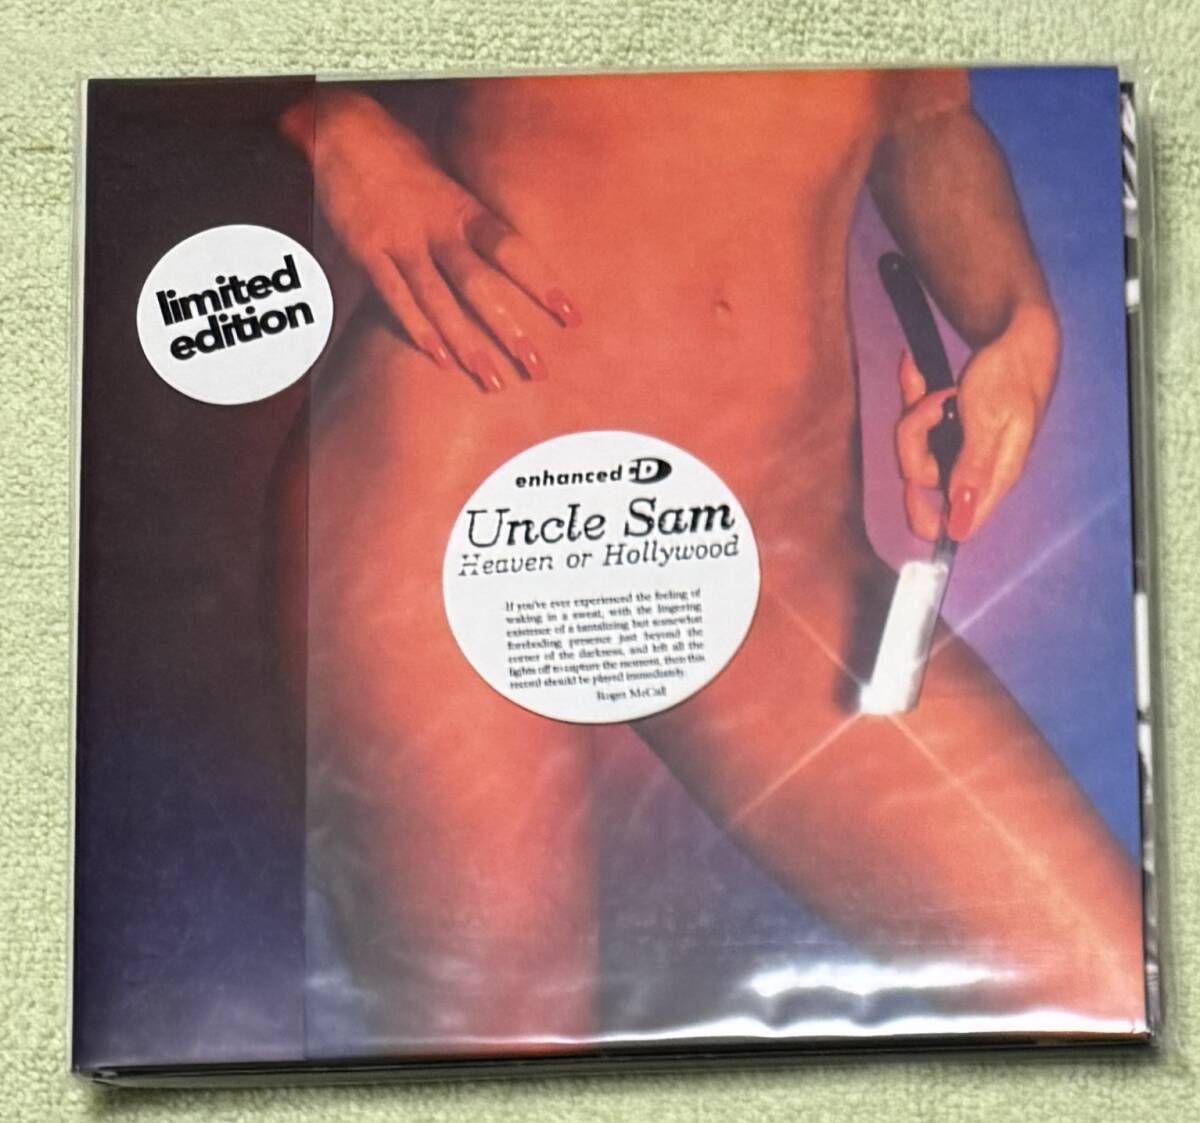 limited
edition
enhanced CD
Uncle Sam
Heaven or Hollywood
If you've ever experienced the feeling of
waking in a sweat, with the lingering
existence of a tantalizing but somewhat
foreboding presence just beyond the
corner of the darkness, and left all the
lights off to capture the moment, then this
record should be played immediately.
Roger McCall